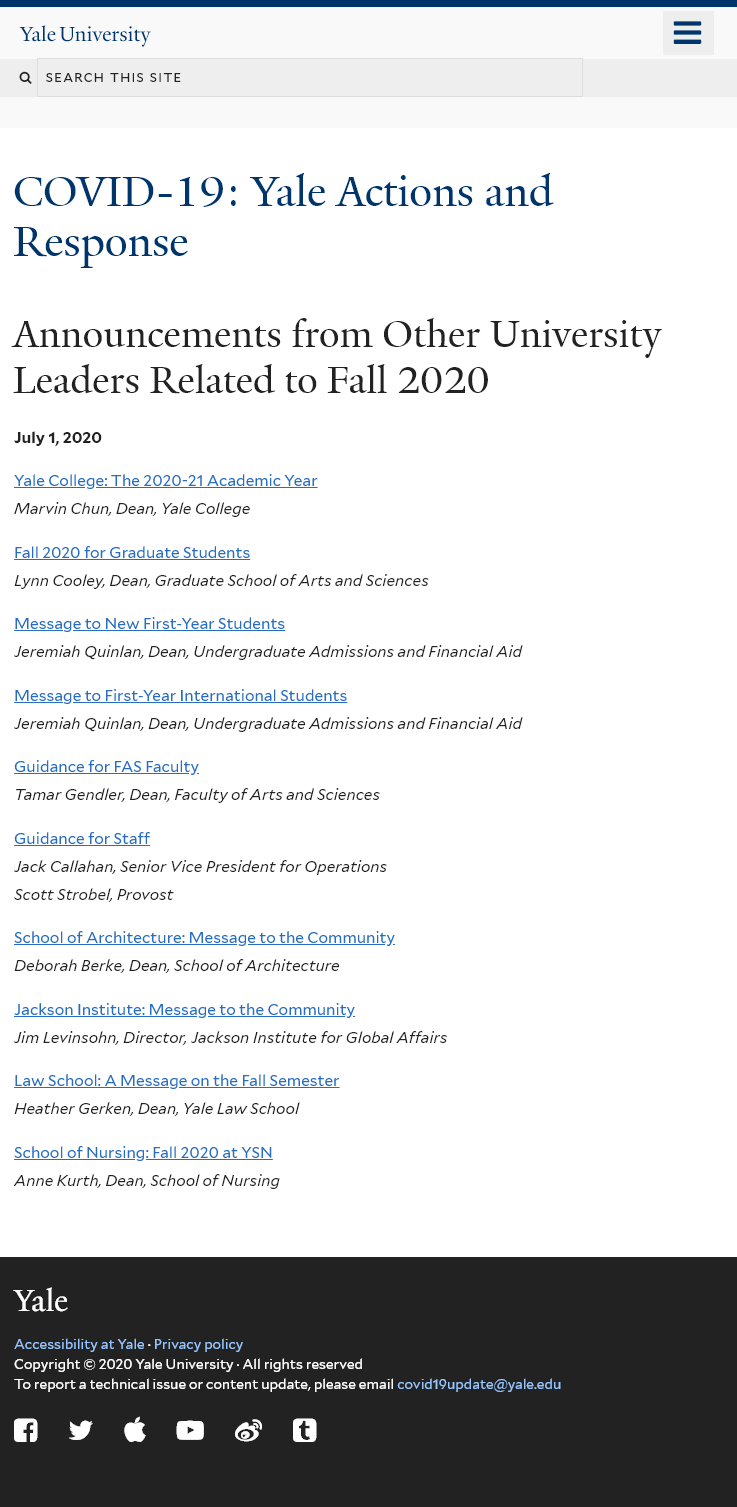 Yale University
SEARCH THIS SITE
COVID-19: Yale Actions and
Response
Announcements from Other University
Leaders Related to Fall 2020
July 1, 2020
Yale College: The 2020-21 Academic Year
Marvin Chun, Dean, Yale College
Fall 2020 for Graduate Students
Lynn Cooley, Dean, Graduate School of Arts and Sciences
Message to New First-Year Students
Jeremiah Quinlan, Dean, Undergraduate Admissions and Financial Aid
Message to First-Year International Students
Jeremiah Quinlan, Dean, Undergraduate Admissions and Financial Aid
Guidance for FAS Faculty
Tamar Gendler, Dean, Faculty of Arts and Sciences
Guidance for Staff
Jack Callahan, Senior Vice President for Operations
Scott Strobel, Provost
School of Architecture: Message to the Community
Deborah Berke, Dean, School of Architecture
Jackson Institute: Message to the Community
Jim Levinsohn, Director, Jackson Institute for Global Affairs
Law School: A Message on the Fall Semester
Heather Gerken, Dean, Yale Law School
School of Nursing: Fall 2020 at YSN
Anne Kurth, Dean, School of Nursing
Yale
Accessibility at Yale · Privacy policy
Copyright © 2020 Yale University · All rights reserved
To report a technical issue or content update, please email covid19update@yale.edu